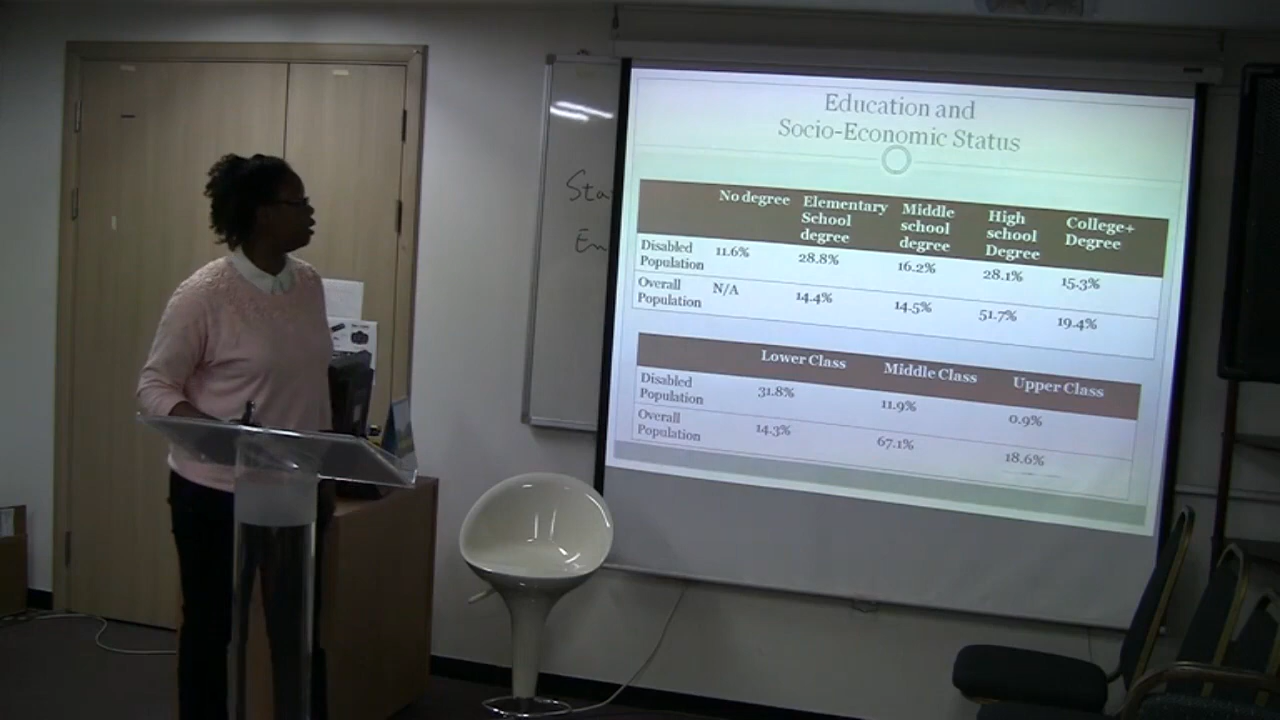 Education and
Socio-Economic Status
No degree Elementary School degree Middle school degree High school Degree College+ Degree
Disabled Population 11.6% 28.8% 16.2% 28.1% 15.3%
Overall Population N/A 14.4% 14.5% 51.7% 19.4%
Lower Class Middle Class Upper Class
Disabled Population 31.8% 11.9% 0.9%
Overall Population 14.3% 67.1% 18.6%
Sta
En